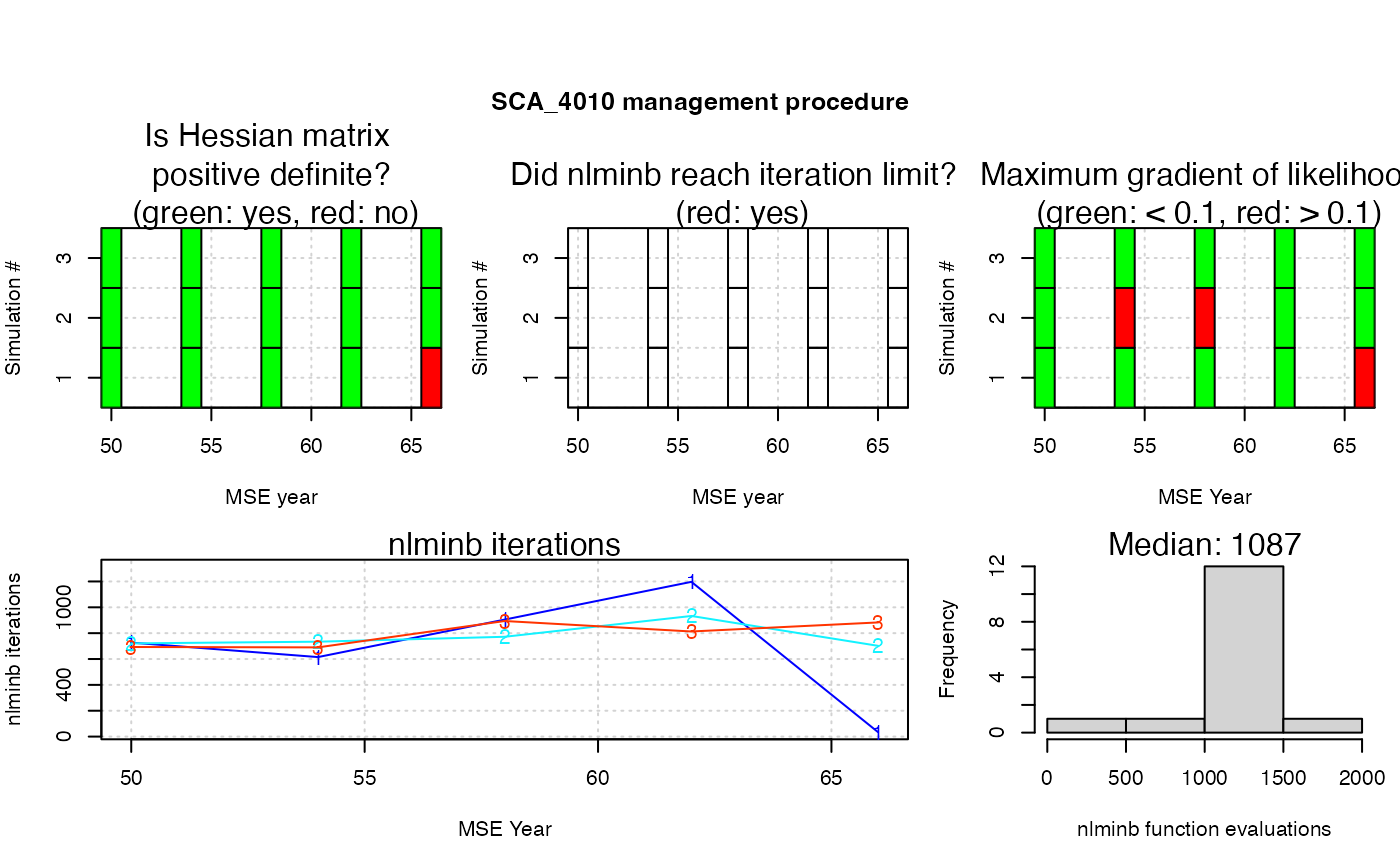 SCA_4010 management procedure
Is Hessian matrix
positive definite?
(green: yes, red: no)
Simulation #
3
2
1
50 55 60 65
MSE year
Did nlminb reach iteration limit?
(red: yes)
Simulation #
3
2
1
50 55 60 65
MSE year
Maximum gradient of likelihoo
(green: < 0.1, red: > 0.1)
Simulation #
3
2
1
50 55 60 65
MSE Year
nlminb iterations
nlminb iterations
1000
400
0
50 55 60 65
MSE Year
Median: 1087
Frequency
12
8
4
0
0 500 1000 1500 2000
nlminb function evaluations